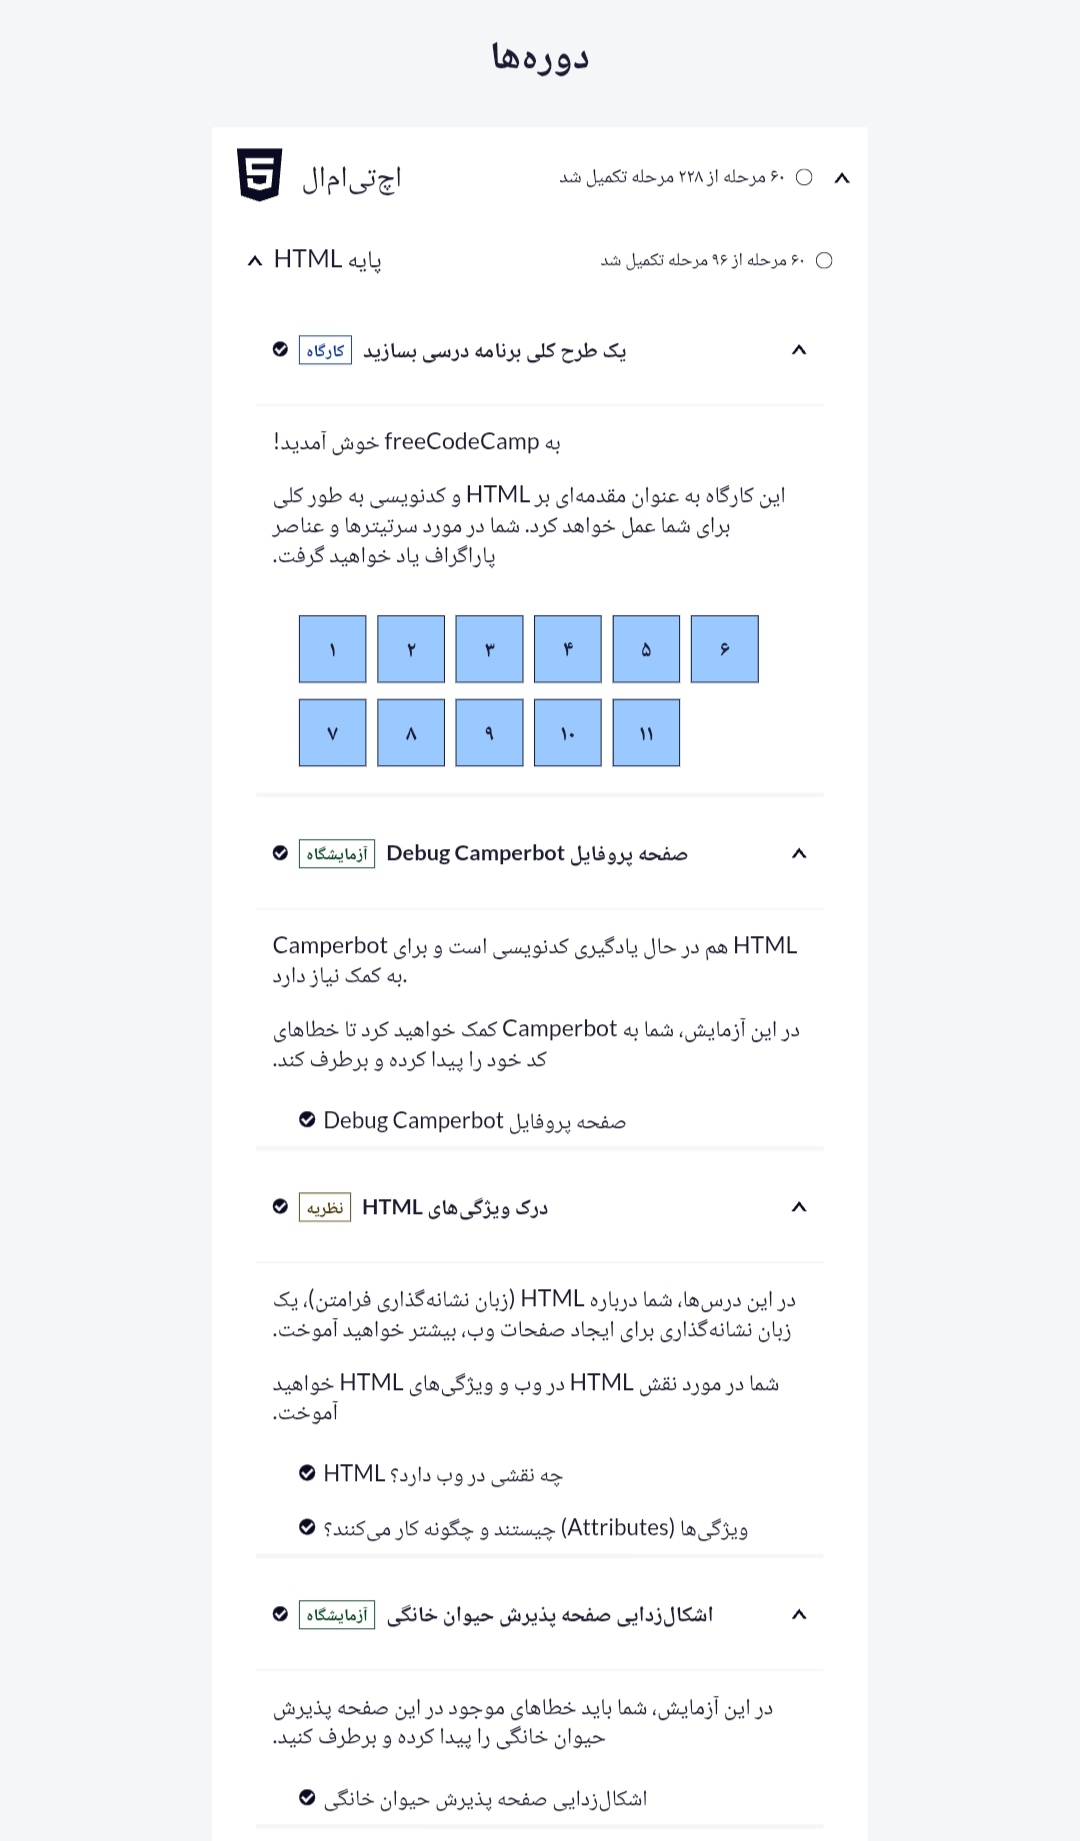 دوره‌ها
اچ‌تی‌ام‌ال
۶۰ مرحله از ۲۲۸ مرحله تکمیل شد
پایه HTML
۶۰ مرحله از ۹۶ مرحله تکمیل شد
کارگاه یک طرح کلی برنامه درسی بسازید
به freeCodeCamp خوش آمدید!
این کارگاه به عنوان مقدمه‌ای بر HTML و کدنویسی به طور کلی
برای شما عمل خواهد کرد. شما در مورد سرتیترها و عناصر
پاراگراف یاد خواهید گرفت.
۱ ۲ ۳ ۴ ۵ ۶
۷ ۸ ۹ ۱۰ ۱۱
آزمایشگاه صفحه پروفایل Debug Camperbot
Camperbot هم در حال یادگیری کدنویسی است و برای HTML
به کمک نیاز دارد.
در این آزمایش، شما به Camperbot کمک خواهید کرد تا خطاهای
کد خود را پیدا کرده و برطرف کند.
صفحه پروفایل Debug Camperbot
نظریه درک ویژگی‌های HTML
در این درس‌ها، شما درباره HTML (زبان نشانه‌گذاری فرامتن)، یک
زبان نشانه‌گذاری برای ایجاد صفحات وب، بیشتر خواهید آموخت.
شما در مورد نقش HTML در وب و ویژگی‌های HTML خواهید
آموخت.
HTML چه نقشی در وب دارد؟
ویژگی‌ها (Attributes) چیستند و چگونه کار می‌کنند؟
آزمایشگاه اشکال‌زدایی صفحه پذیرش حیوان خانگی
در این آزمایش، شما باید خطاهای موجود در این صفحه پذیرش
حیوان خانگی را پیدا کرده و برطرف کنید.
اشکال‌زدایی صفحه پذیرش حیوان خانگی